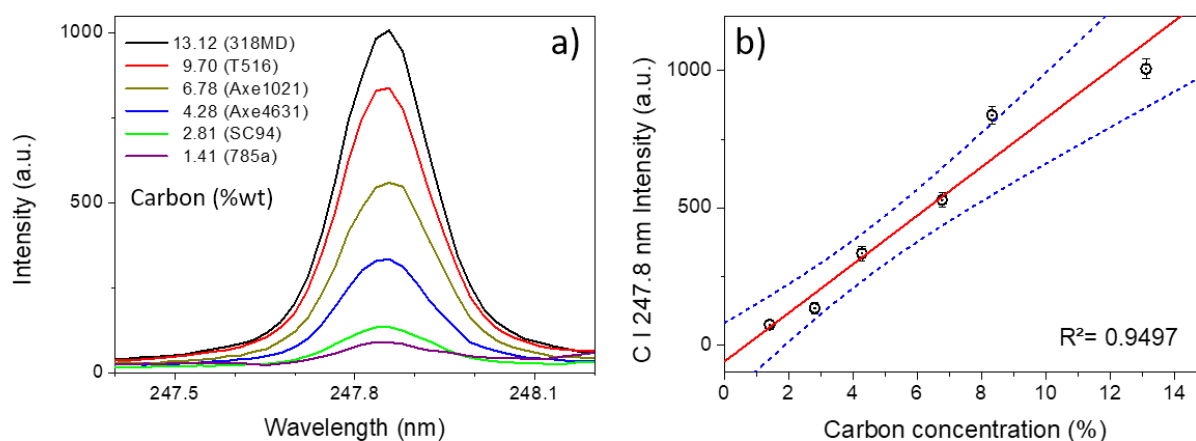 a)
1000
500
0
Intensity (a.u.)
13.12 (318MD)
9.70 (T516)
6.78 (Axe1021)
4.28 (Axe4631)
2.81 (SC94)
1.41 (785a)
Carbon (%wt)
247.5 247.8 248.1
Wavelength (nm)
b)
1000
500
0
C I 247.8 nm Intensity (a.u.)
R²= 0.9497
0 2 4 6 8 10 12 14
Carbon concentration (%)